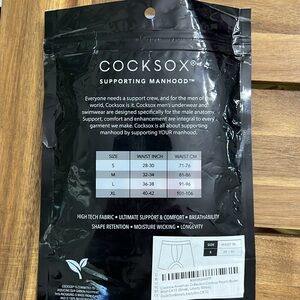 COCKSOX®
SUPPORTING MANHOOD™
Everyone needs a support crew, and for the men of the
world, Cocksox is it. Cocksox men's underwear and
swimwear are designed specifically for the male anatomy.
Support, comfort and enhancement are integral to every
garment we make. Cocksox is all about supporting
manhood by supporting YOUR manhood.
SIZE WAIST INCH WAIST CM
S 28-30 71-76
M 32-34 81-86
L 36-38 91-96
XL 40-42 101-106
HIGH TECH FABRIC • ULTIMATE SUPPORT & COMFORT • BREATHABILITY
SHAPE RETENTION • MOISTURE WICKING • LONGEVITY